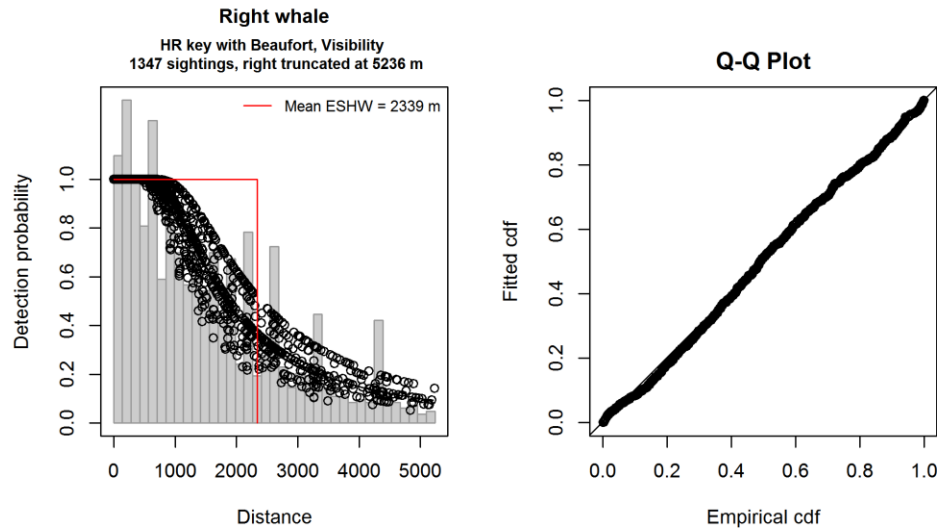 Right whale
HR key with Beaufort, Visibility
1347 sightings, right truncated at 5236 m
Mean ESHW = 2339 m
Detection probability
1.0
0.8
0.6
0.4
0.2
0.0
0 1000 2000 3000 4000 5000
Distance
Q-Q Plot
Fitted cdf
1.0
0.8
0.6
0.4
0.2
0.0
0.0 0.2 0.4 0.6 0.8 1.0
Empirical cdf